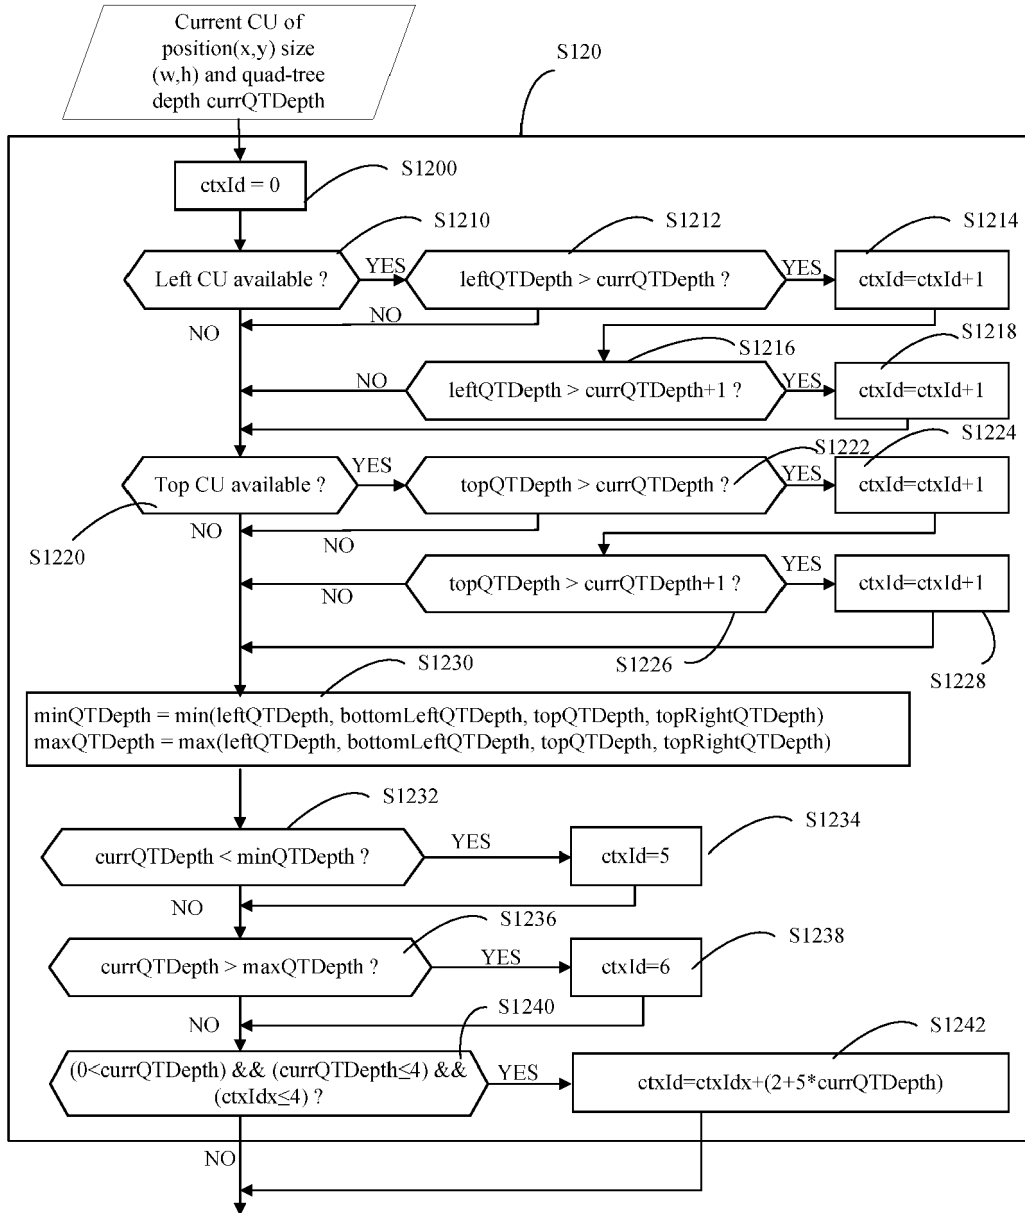 Current CU of
position(x,y) size
(w,h) and quad-tree
depth currQTDepth
S120
S1200
ctxId = 0
S1210
S1212
S1214
Left CU available ?
YES
leftQTDepth > currQTDepth ?
YES
ctxId=ctxId+1
NO
NO
S1216
S1218
NO
leftQTDepth > currQTDepth+1 ?
YES
ctxId=ctxId+1
S1222
S1224
Top CU available ?
YES
topQTDepth > currQTDepth ?
YES
ctxId=ctxId+1
S1220
NO
NO
NO
topQTDepth > currQTDepth+1 ?
YES
ctxId=ctxId+1
S1230
S1226
S1228
minQTDepth = min(leftQTDepth, bottomLeftQTDepth, topQTDepth, topRightQTDepth)
maxQTDepth = max(leftQTDepth, bottomLeftQTDepth, topQTDepth, topRightQTDepth)
S1232
S1234
currQTDepth < minQTDepth ?
YES
ctxId=5
NO
S1236
S1238
currQTDepth > maxQTDepth ?
YES
ctxId=6
NO
S1240
S1242
(0<currQTDepth) && (currQTDepth≤4) &&
(ctxIdx≤4) ?
YES
ctxId=ctxIdx+(2+5*currQTDepth)
NO